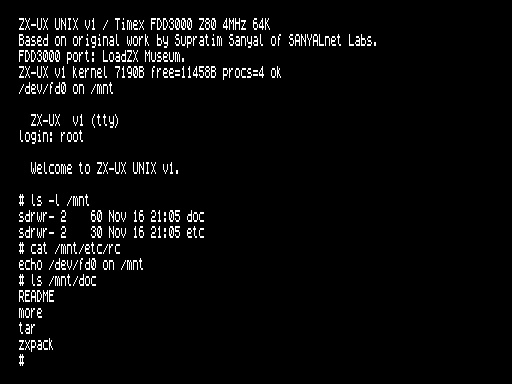 ZX-UX UNIX v1 / Timex FDD3000 Z80 4MHz 64K
Based on original work by Supratim Sanyal of SANYALnet Labs.
FDD3000 port: LoadZX Museum.
ZX-UX v1 kernel 7190B free=11458B procs=4 ok
/dev/fd0 on /mnt
ZX-UX  v1 (tty)
login: root
Welcome to ZX-UX UNIX v1.
# ls -l /mnt
sdrwr- 2    60 Nov 16 21:05 doc
sdrwr- 2    30 Nov 16 21:05 etc
# cat /mnt/etc/rc
echo /dev/fd0 on /mnt
# ls /mnt/doc
README
more
tar
zxpack
#